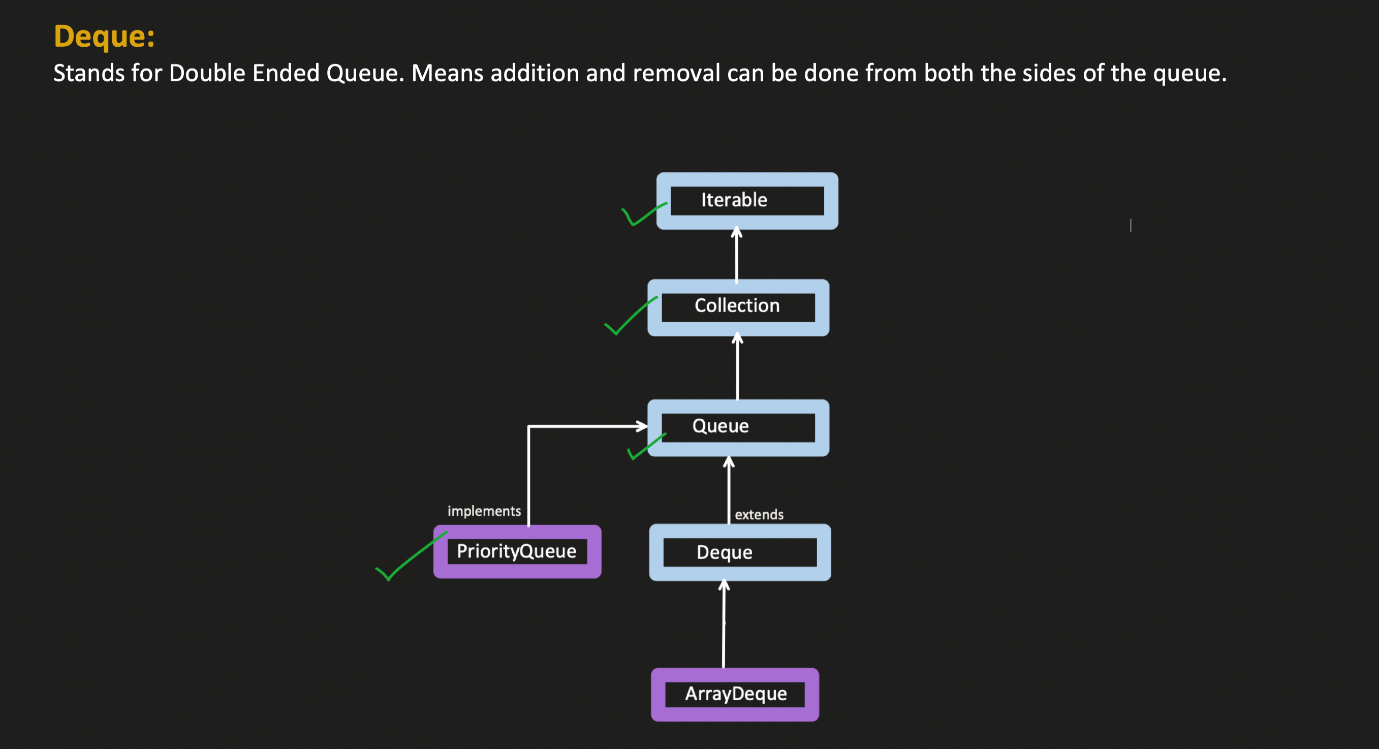 Deque:
Stands for Double Ended Queue. Means addition and removal can be done from both the sides of the queue.
Iterable
Collection
Queue
implements
extends
PriorityQueue
Deque
ArrayDeque